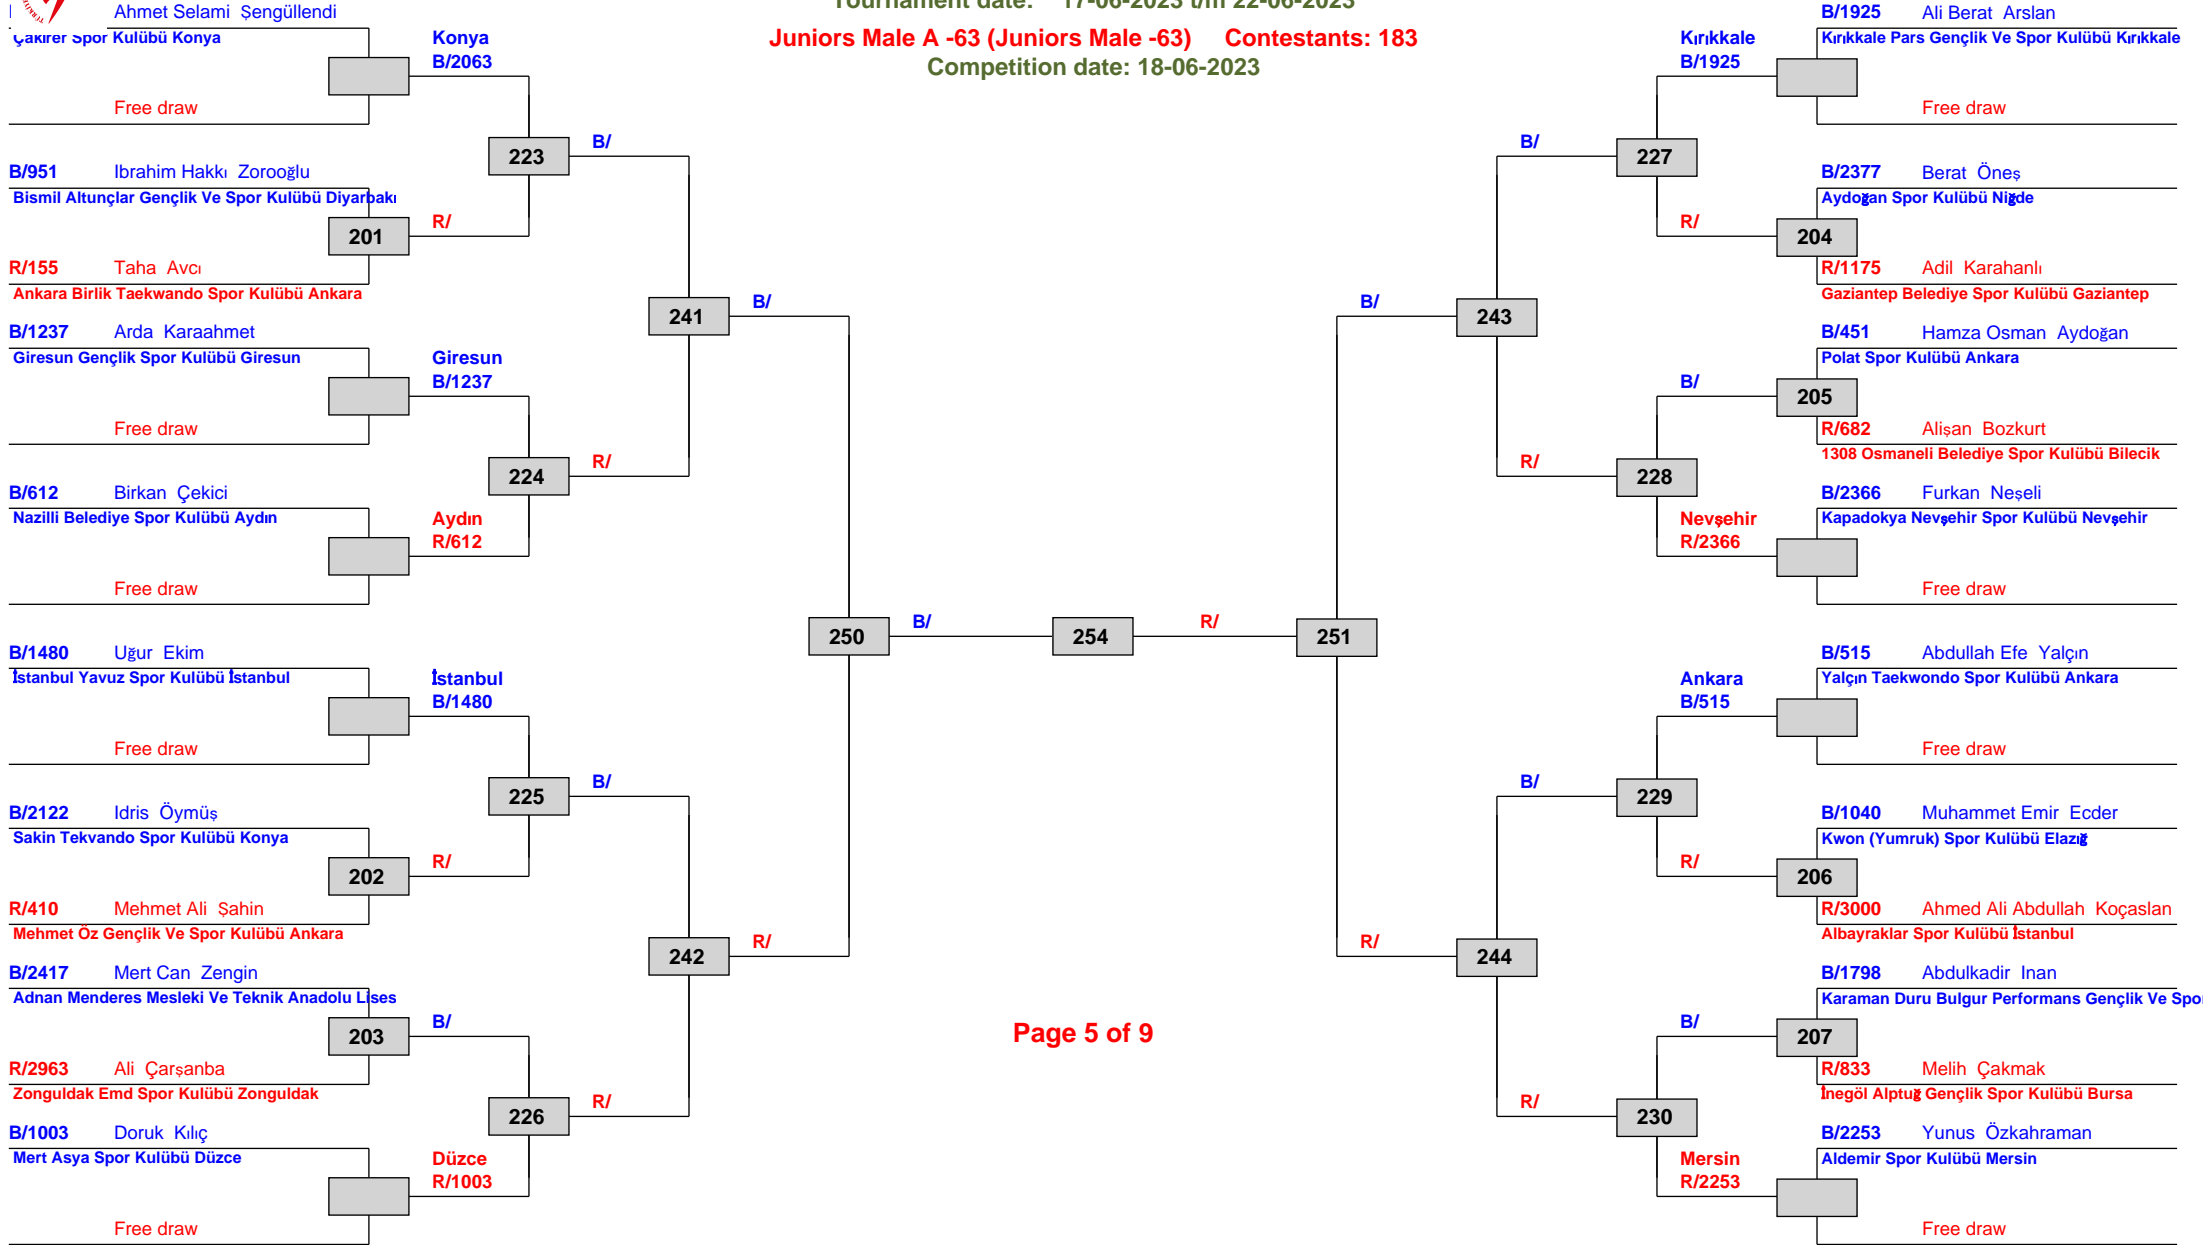 Tournament date: 17-06-2023 t/m 22-06-2023
Juniors Male A -63 (Juniors Male -63) Contestants: 183
Competition date: 18-06-2023
Ahmet Selami Şengüllendi
Çakırer Spor Kulübü Konya
Free draw
Konya
B/2063
B/951 Ibrahim Hakkı Zorooğlu
Bismil Altunçlar Gençlik Ve Spor Kulübü Diyarbakı
201
R/155 Taha Avcı
Ankara Birlik Taekwando Spor Kulübü Ankara
R/
223
B/
B/1237 Arda Karaahmet
Giresun Gençlik Spor Kulübü Giresun
Free draw
Giresun
B/1237
B/612 Birkan Çekici
Nazilli Belediye Spor Kulübü Aydın
Free draw
Aydın
R/612
224
R/
241
B/
B/1480 Uğur Ekim
İstanbul Yavuz Spor Kulübü İstanbul
Free draw
İstanbul
B/1480
B/2122 Idris Öymüş
Sakin Tekvando Spor Kulübü Konya
202
R/410 Mehmet Ali Şahin
Mehmet Öz Gençlik Ve Spor Kulübü Ankara
R/
225
B/
B/2417 Mert Can Zengin
Adnan Menderes Mesleki Ve Teknik Anadolu Lises
203
R/2963 Ali Çarşanba
Zonguldak Emd Spor Kulübü Zonguldak
B/
B/1003 Doruk Kılıç
Mert Asya Spor Kulübü Düzce
Free draw
Düzce
R/1003
226
R/
242
R/
250
B/
254
R/
251
B/
243
B/
227
Kırıkkale
B/1925
B/1925 Ali Berat Arslan
Kırıkkale Pars Gençlik Ve Spor Kulübü Kırıkkale
Free draw
R/
B/2377 Berat Öneş
Aydoğan Spor Kulübü Niğde
204
R/1175 Adil Karahanlı
Gaziantep Belediye Spor Kulübü Gaziantep
R/
228
B/
B/451 Hamza Osman Aydoğan
Polat Spor Kulübü Ankara
205
R/682 Alişan Bozkurt
1308 Osmaneli Belediye Spor Kulübü Bilecik
Nevşehir
R/2366
B/2366 Furkan Neşeli
Kapadokya Nevşehir Spor Kulübü Nevşehir
Free draw
R/
244
B/
229
Ankara
B/515
B/515 Abdullah Efe Yalçın
Yalçın Taekwondo Spor Kulübü Ankara
Free draw
R/
B/1040 Muhammet Emir Ecder
Kwon (Yumruk) Spor Kulübü Elazığ
206
R/3000 Ahmed Ali Abdullah Koçaslan
Albayraklar Spor Kulübü İstanbul
R/
230
B/
B/1798 Abdulkadir Inan
Karaman Duru Bulgur Performans Gençlik Ve Spor
207
R/833 Melih Çakmak
İnegöl Alptuğ Gençlik Spor Kulübü Bursa
Mersin
R/2253
B/2253 Yunus Özkahraman
Aldemir Spor Kulübü Mersin
Free draw
Page 5 of 9